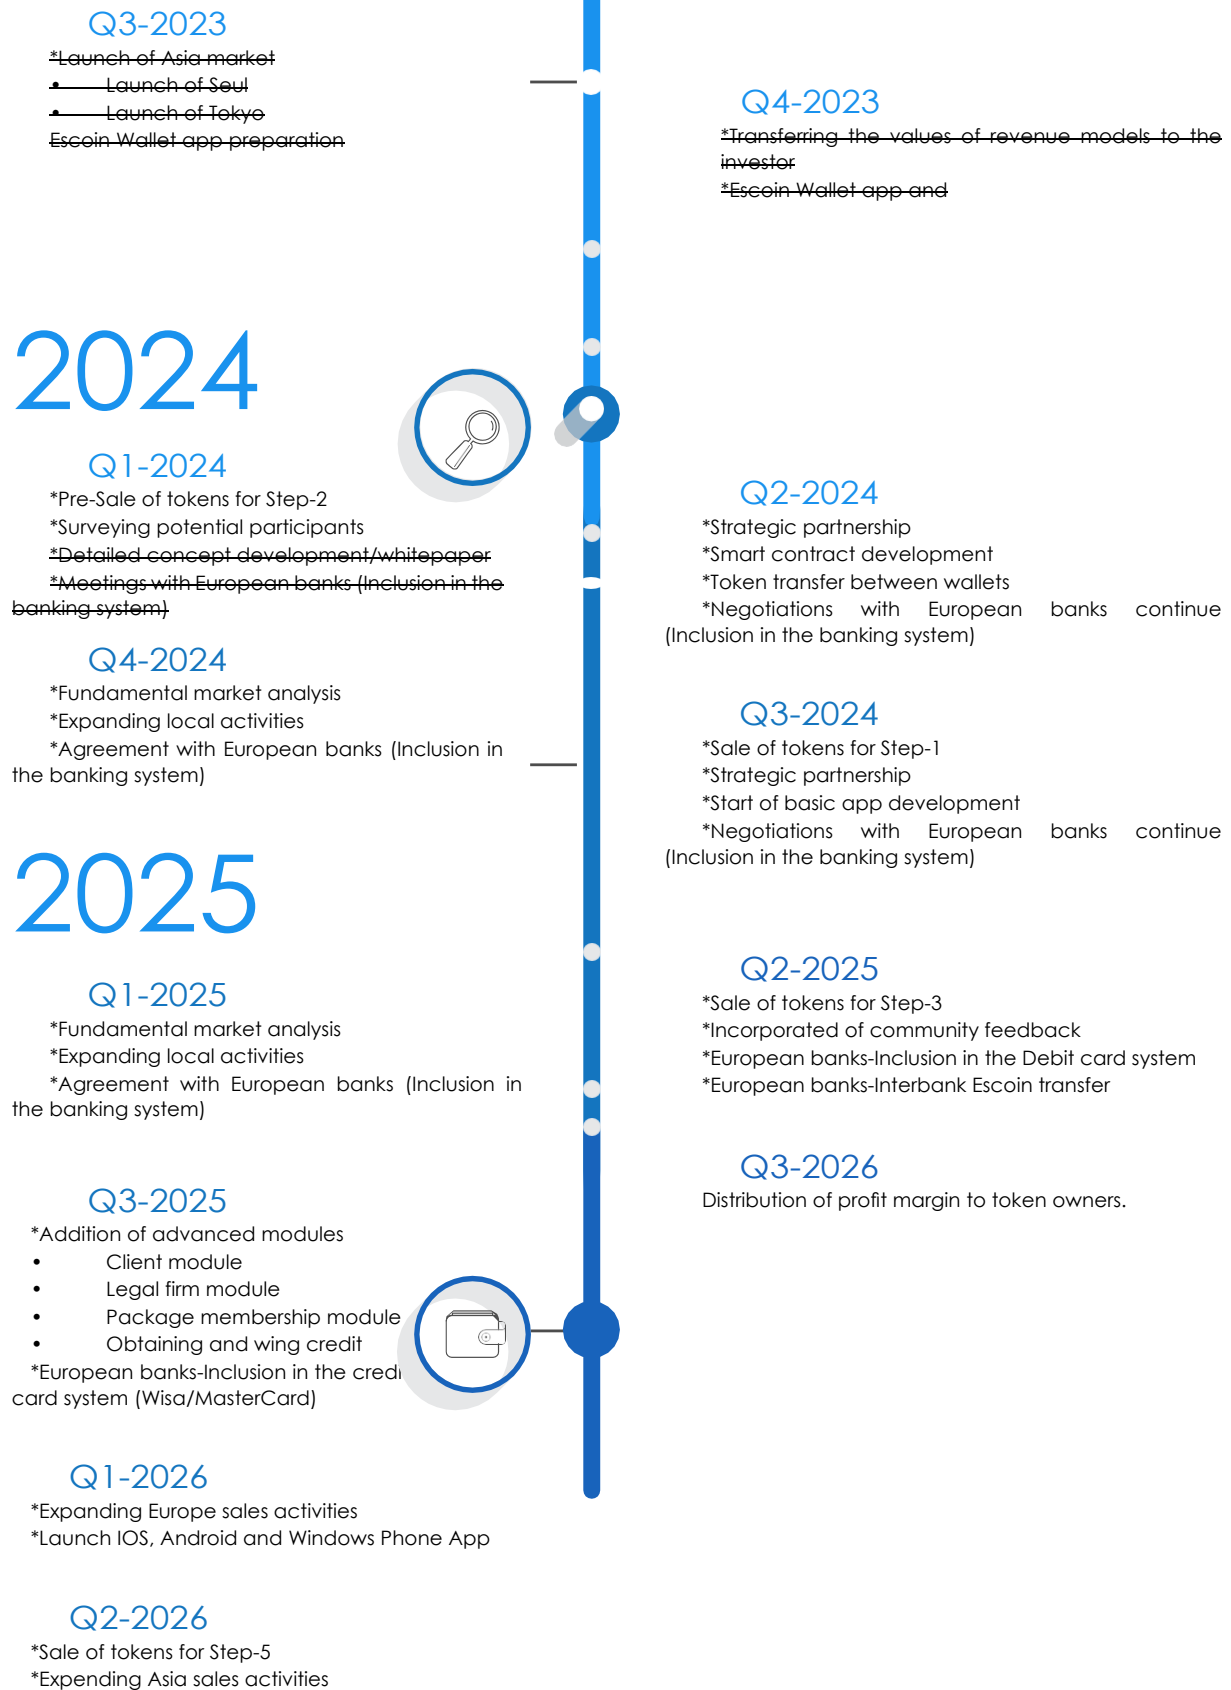 Q3-2023
*Launch of Asia market
• Launch of Seul
• Launch of Tokyo
Escoin Wallet app preparation
Q4-2023
*Transferring the values of revenue models to the
investor
*Escoin Wallet app and
2024
Q1-2024
*Pre-Sale of tokens for Step-2
*Surveying potential participants
*Detailed concept development/whitepaper
*Meetings with European banks (Inclusion in the
banking system)
Q2-2024
*Strategic partnership
*Smart contract development
*Token transfer between wallets
*Negotiations with European banks continue
(Inclusion in the banking system)
Q4-2024
*Fundamental market analysis
*Expanding local activities
*Agreement with European banks (Inclusion in
the banking system)
Q3-2024
*Sale of tokens for Step-1
*Strategic partnership
*Start of basic app development
*Negotiations with European banks continue
(Inclusion in the banking system)
2025
Q1-2025
*Fundamental market analysis
*Expanding local activities
*Agreement with European banks (Inclusion in
the banking system)
Q2-2025
*Sale of tokens for Step-3
*Incorporated of community feedback
*European banks-Inclusion in the Debit card system
*European banks-Interbank Escoin transfer
Q3-2026
Distribution of profit margin to token owners.
Q3-2025
*Addition of advanced modules
• Client module
• Legal firm module
• Package membership module
• Obtaining and wing credit
*European banks-Inclusion in the credi
card system (Wisa/MasterCard)
Q1-2026
*Expanding Europe sales activities
*Launch IOS, Android and Windows Phone App
Q2-2026
*Sale of tokens for Step-5
*Expending Asia sales activities